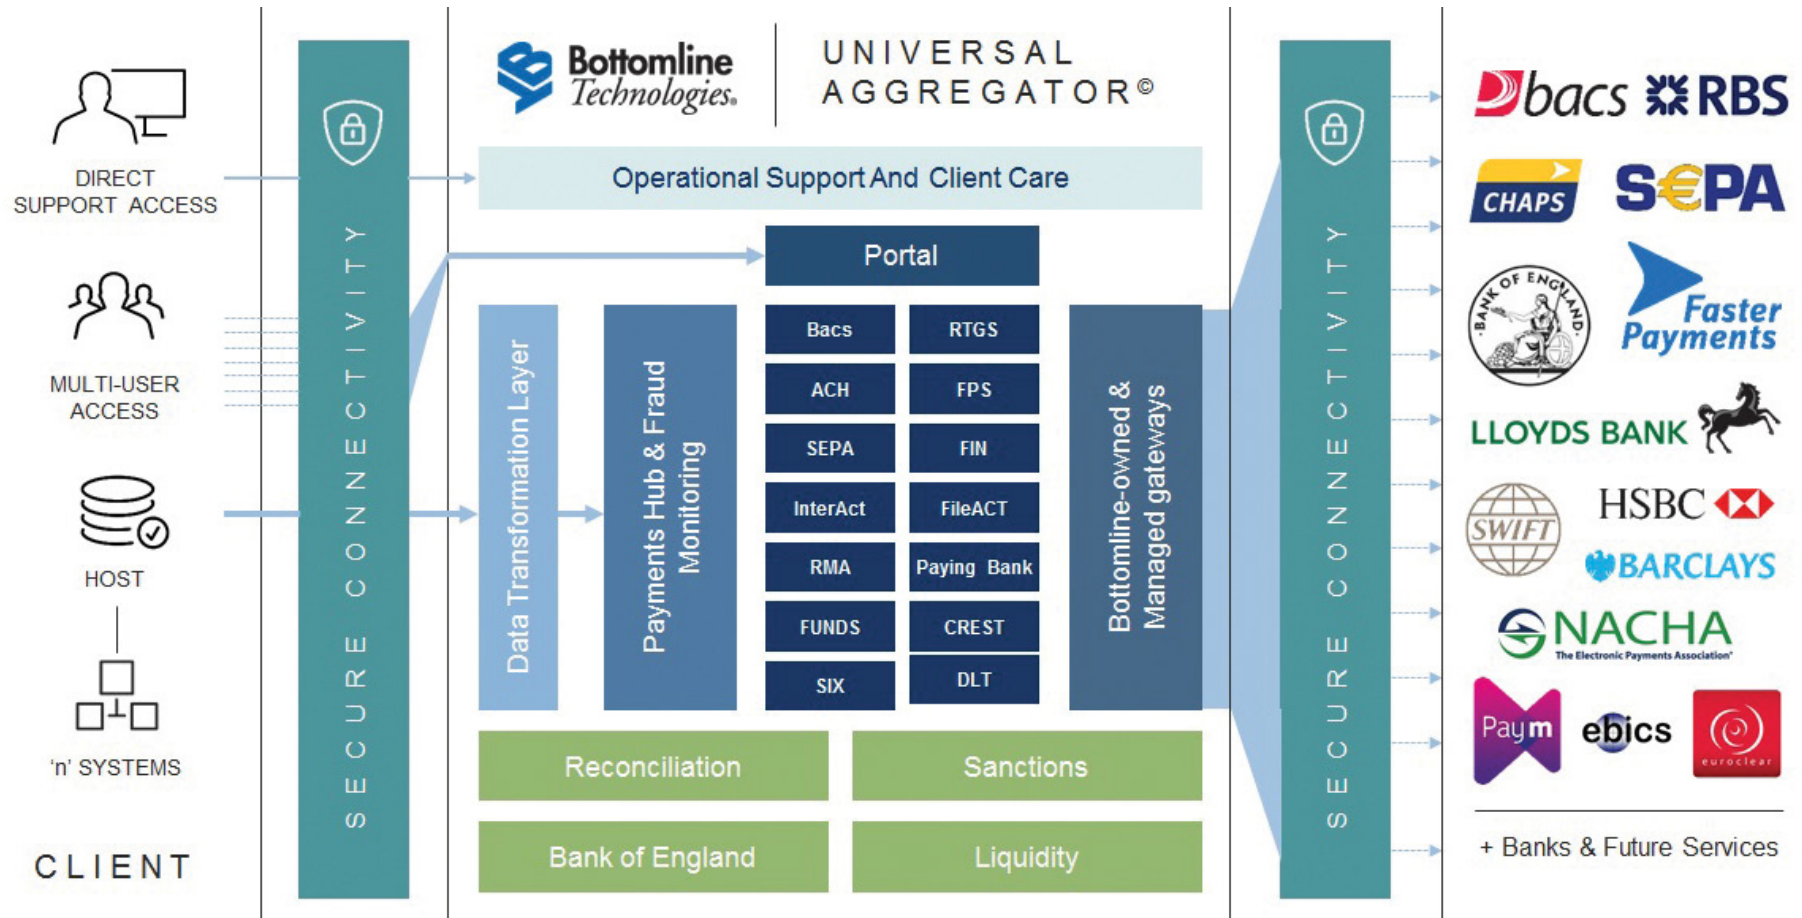 DIRECT
SUPPORT ACCESS
MULTI-USER
ACCESS
HOST
‘n’ SYSTEMS
CLIENT
SECURE CONNECTIVITY
Bottomline
Technologies®
UNIVERSAL
AGGREGATOR©
Operational Support And Client Care
Portal
Data Transformation Layer
Payments Hub & Fraud
Monitoring
Bacs
RTGS
ACH
FPS
SEPA
FIN
InterAct
FileACT
RMA
Paying Bank
FUNDS
CREST
SIX
DLT
Bottomline-owned &
Managed gateways
Reconciliation
Sanctions
Bank of England
Liquidity
SECURE CONNECTIVITY
bacs
RBS
CHAPS
S€PA
BANK OF ENGLAND
Faster
Payments
LLOYDS BANK
SWIFT
HSBC
BARCLAYS
NACHA
The Electronic Payments Association®
Paym
ebics
euroclear
+ Banks & Future Services